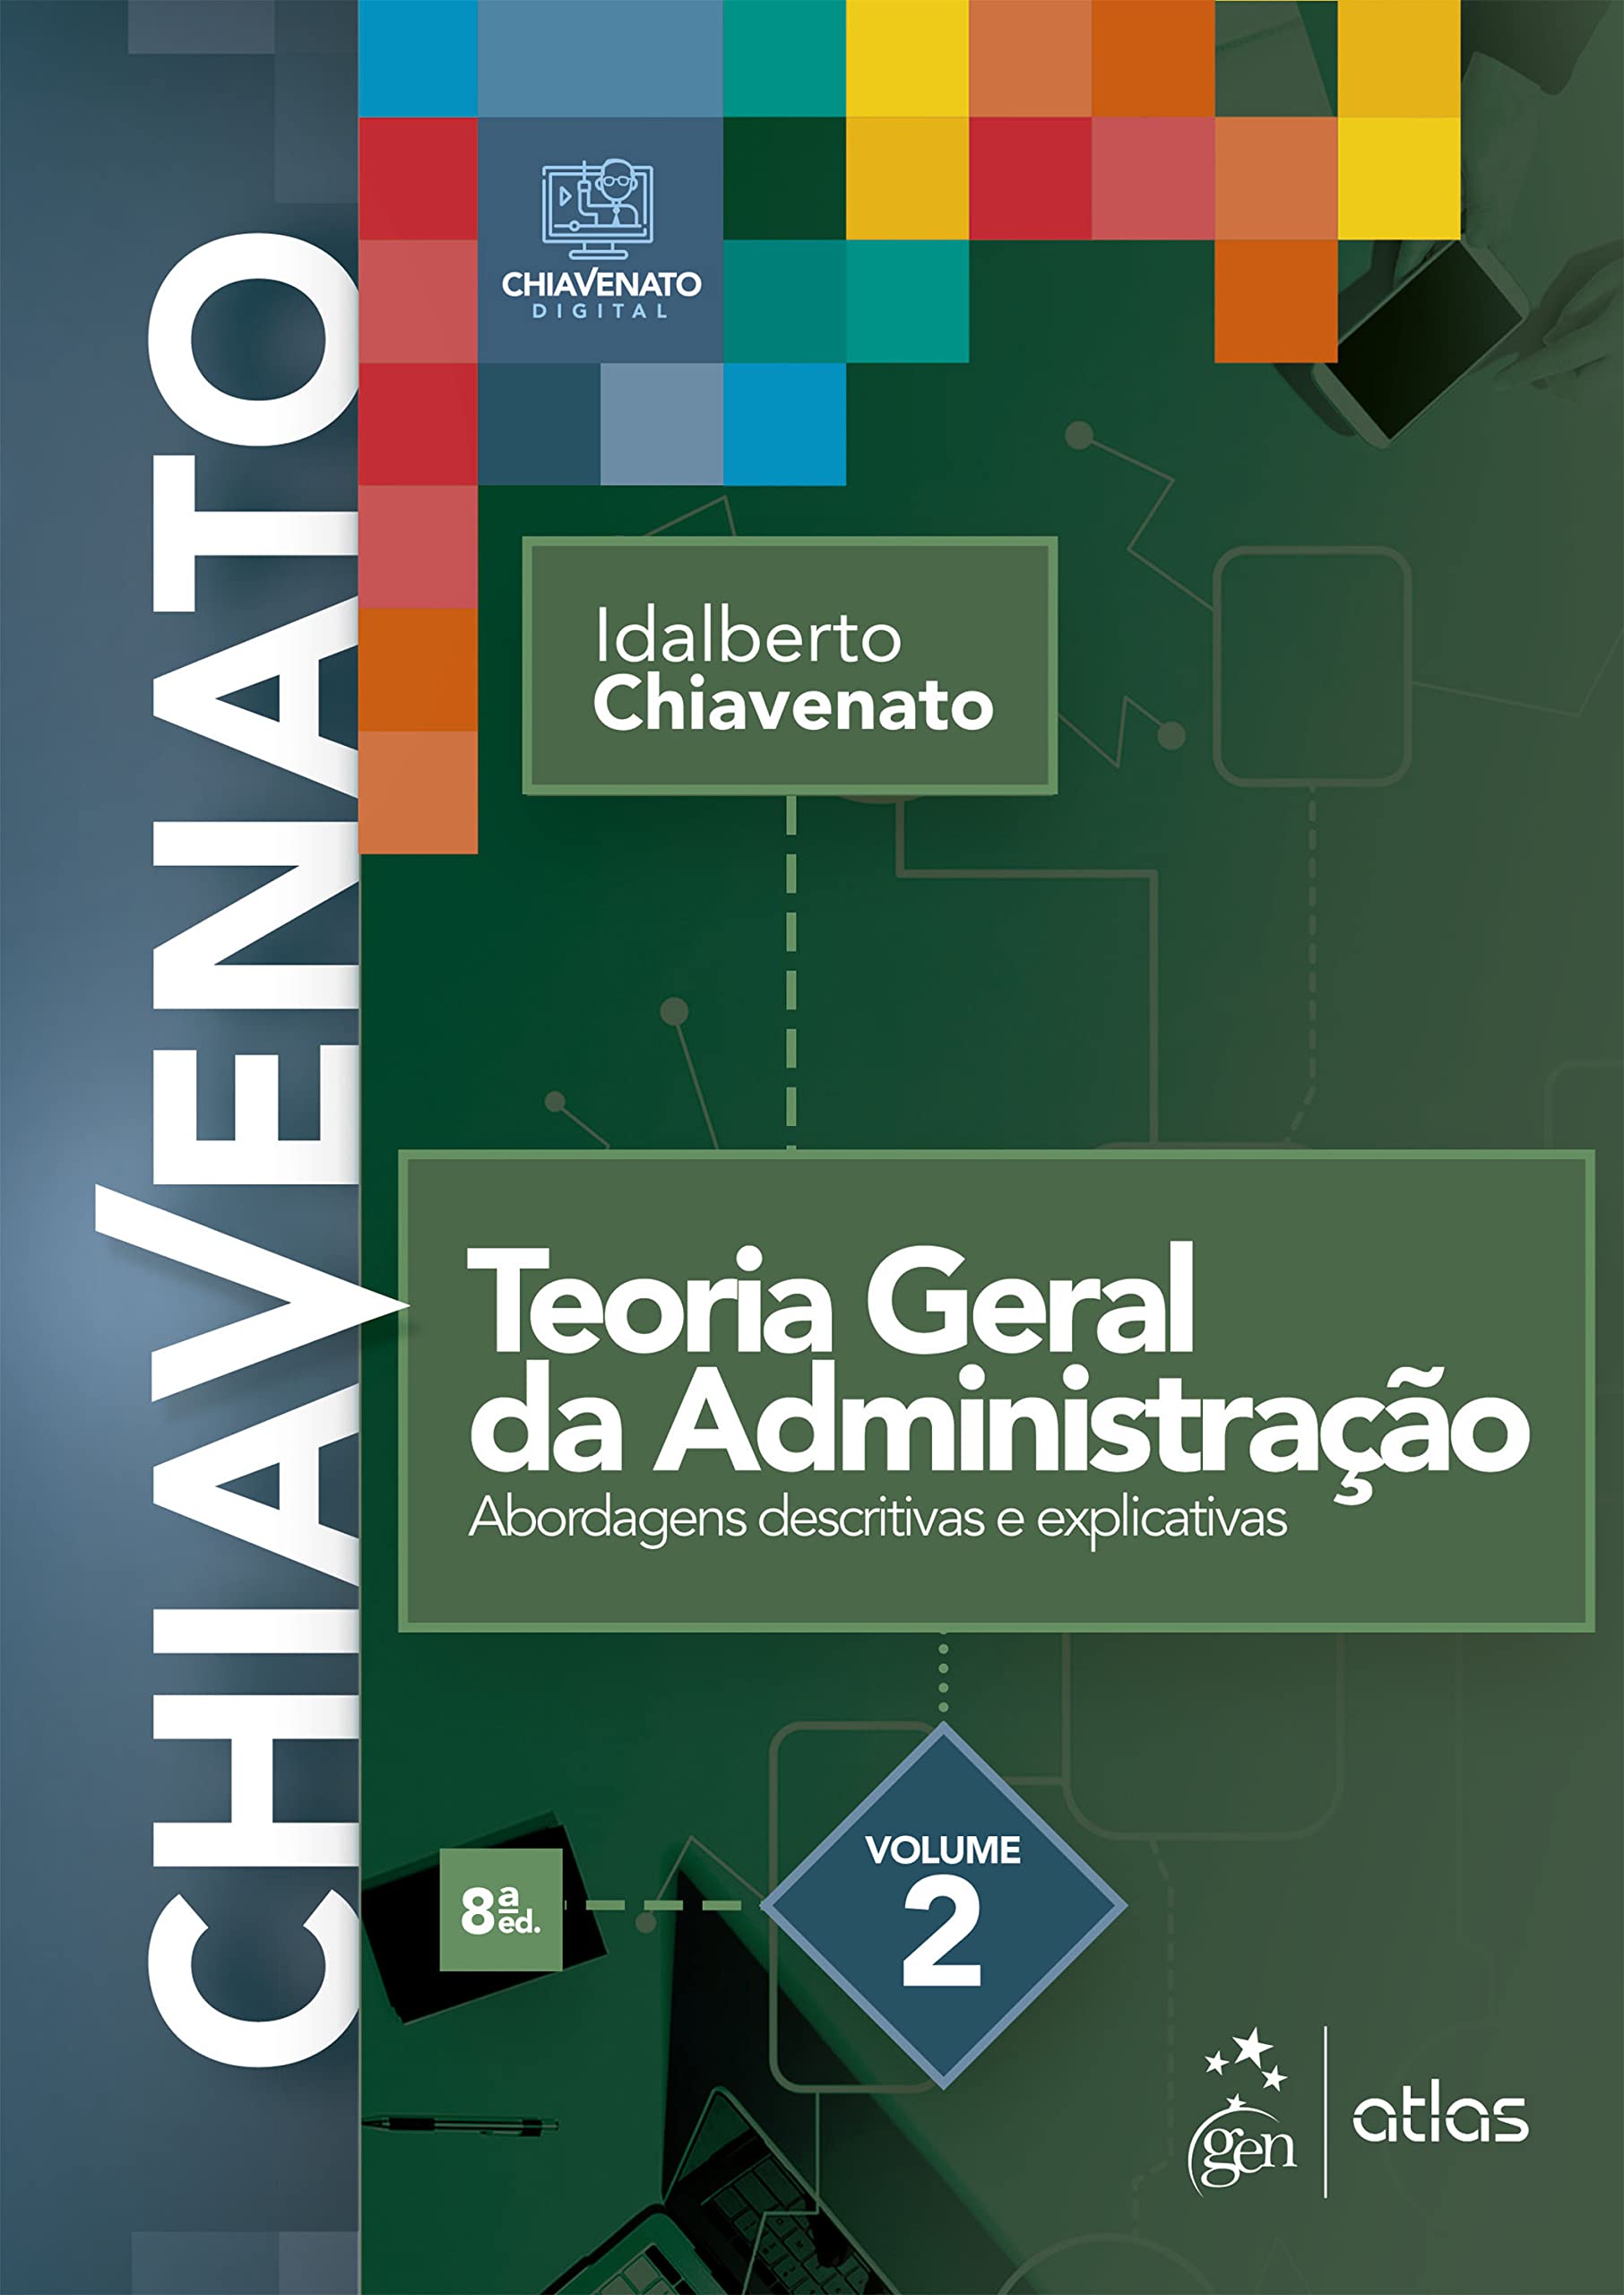 CHIAVENATO
CHIAVENATO
DIGITAL
Idalberto
Chiavenato
Teoria Geral
da Administração
Abordagens descritivas e explicativas
8ª ed.
VOLUME
2
gen
atlas